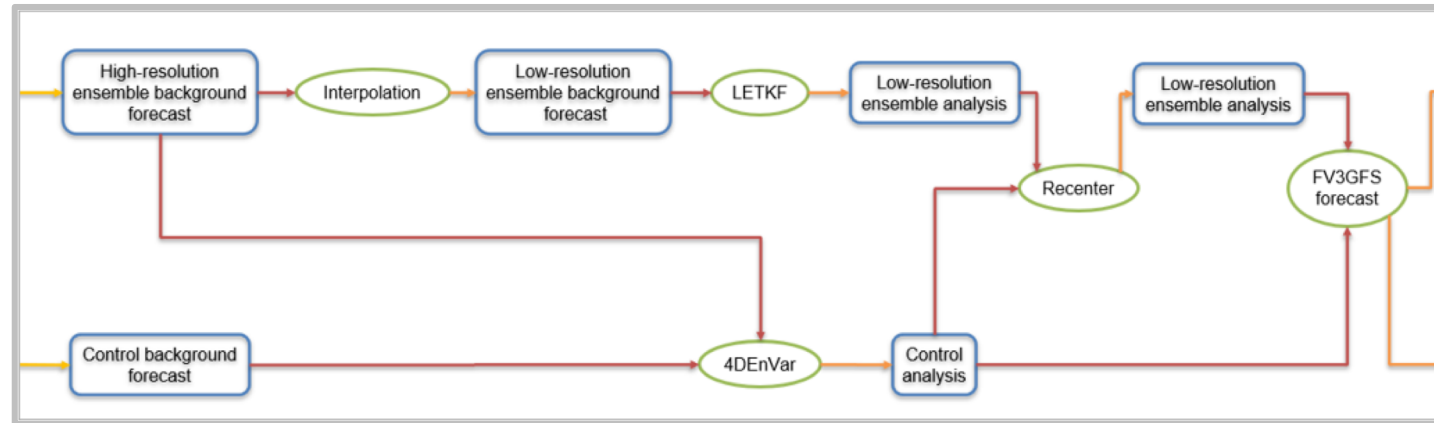 High-resolution
ensemble background
forecast
Interpolation
Low-resolution
ensemble background
forecast
LETKF
Low-resolution
ensemble analysis
Low-resolution
ensemble analysis
Recenter
FV3GFS
forecast
Control background
forecast
4DEnVar
Control
analysis